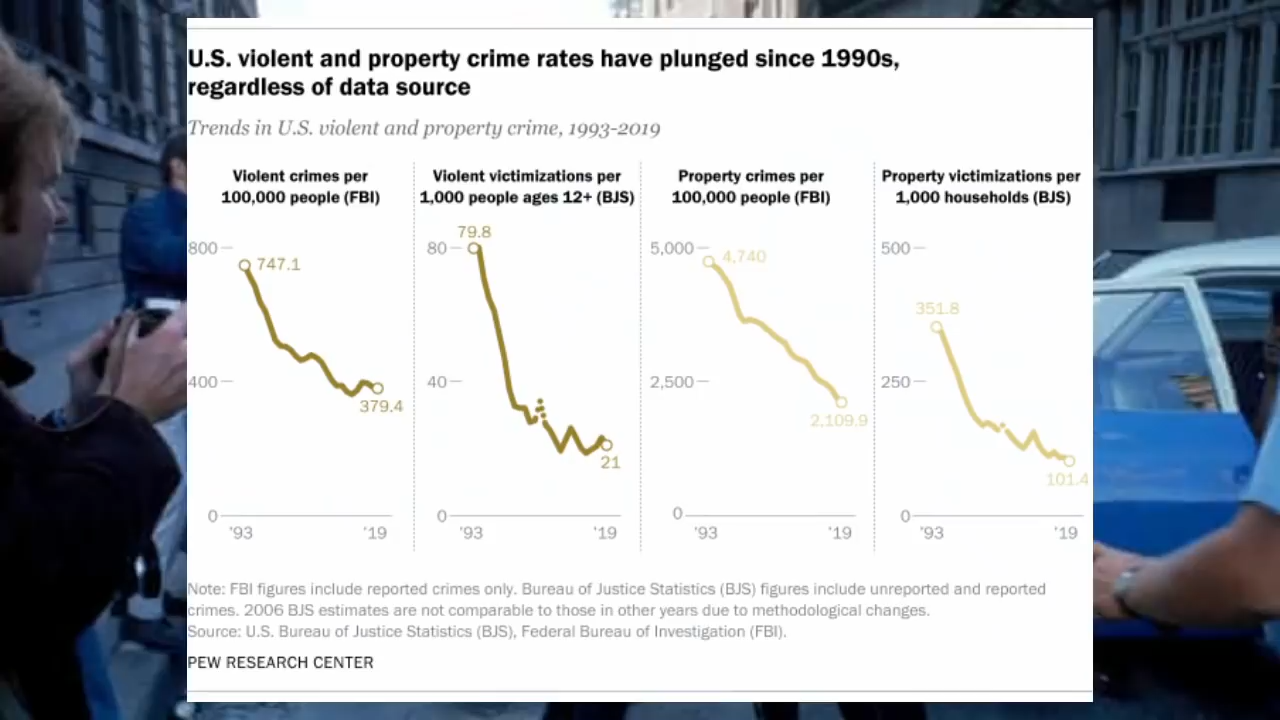 U.S. violent and property crime rates have plunged since 1990s,
regardless of data source
Trends in U.S. violent and property crime, 1993-2019
Violent crimes per
100,000 people (FBI)
800
747.1
400
379.4
0
'93
'19
Violent victimizations per
1,000 people ages 12+ (BJS)
79.8
80
40
21
0
'93
'19
Property crimes per
100,000 people (FBI)
5,000
4,740
2,500
2,109.9
0
'93
'19
Property victimizations per
1,000 households (BJS)
500
351.8
250
101.4
0
'93
'19
Note: FBI figures include reported crimes only. Bureau of Justice Statistics (BJS) figures include unreported and reported
crimes. 2006 BJS estimates are not comparable to those in other years due to methodological changes.
Source: U.S. Bureau of Justice Statistics (BJS), Federal Bureau of Investigation (FBI).
PEW RESEARCH CENTER